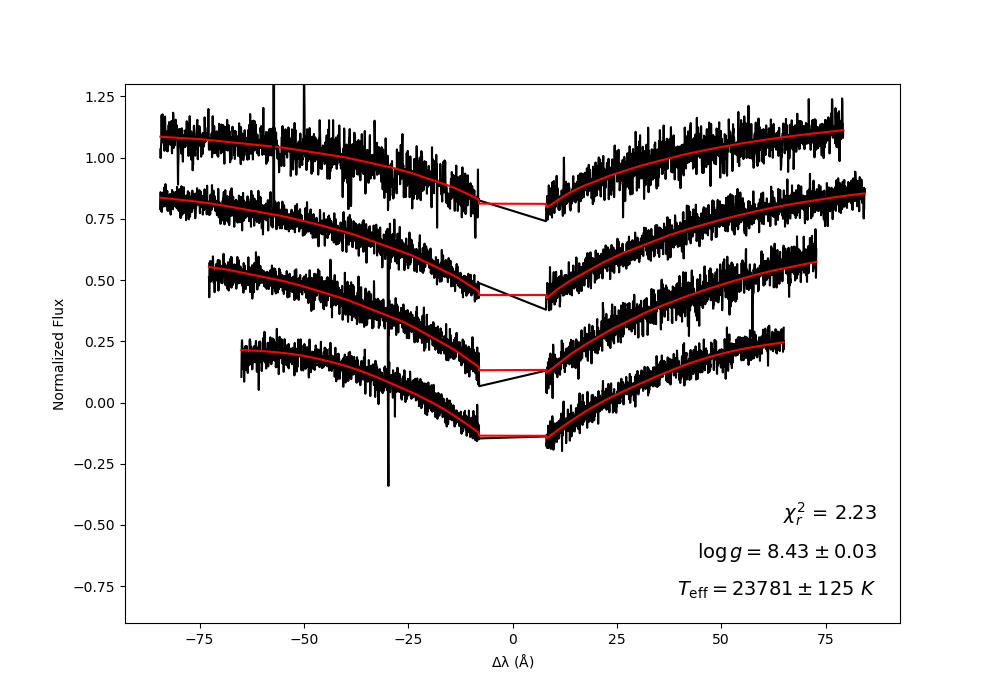 1.25
1.00
0.75
0.50
0.25
0.00
−0.25
−0.50
−0.75
Normalized Flux
χ²ᵣ = 2.23
log g = 8.43 ± 0.03
T_eff = 23781 ± 125 K
−75 −50 −25 0 25 50 75
Δλ (Å)